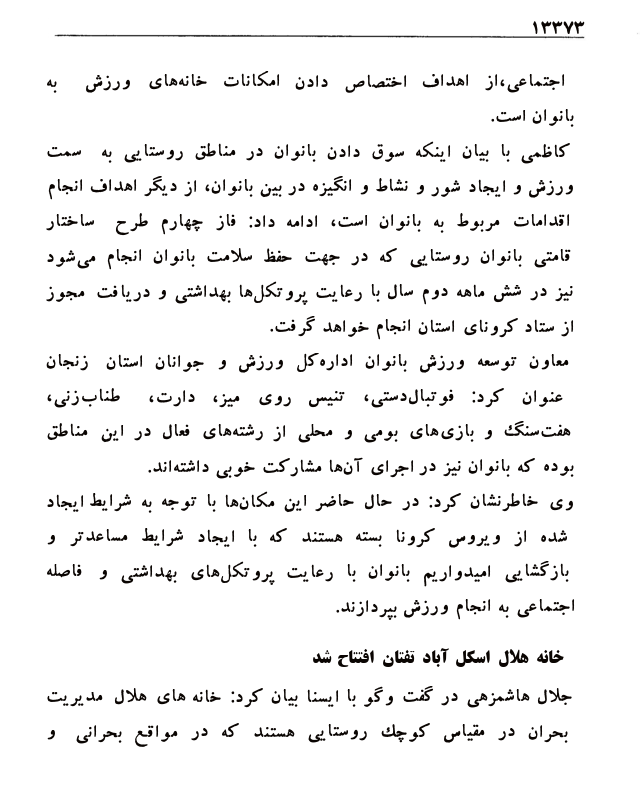 ۱۳۳۷۳
اجتماعی،از اهداف اختصاص دادن امکانات خانه‌های ورزش به
بانوان است.
کاظمی با بیان اینکه سوق دادن بانوان در مناطق روستایی به سمت
ورزش و ایجاد شور و نشاط و انگیزه در بین بانوان، از دیگر اهداف انجام
اقدامات مربوط به بانوان است، ادامه داد: فاز چهارم طرح ساختار
قامتی بانوان روستایی که در جهت حفظ سلامت بانوان انجام می‌شود
نیز در شش ماهه دوم سال با رعایت پروتکل‌ها بهداشتی و دریافت مجوز
از ستاد کرونای استان انجام خواهد گرفت.
معاون توسعه ورزش بانوان اداره‌کل ورزش و جوانان استان زنجان
عنوان کرد: فوتبال‌دستی، تنیس روی میز، دارت، طناب‌زنی،
هفت‌سنگ و بازی‌های بومی و محلی از رشته‌های فعال در این مناطق
بوده که بانوان نیز در اجرای آن‌ها مشارکت خوبی داشته‌اند.
وی خاطرنشان کرد: در حال حاضر این مکان‌ها با توجه به شرایط ایجاد
شده از ویروس کرونا بسته هستند که با ایجاد شرایط مساعدتر و
بازگشایی امیدواریم بانوان با رعایت پروتکل‌های بهداشتی و فاصله
اجتماعی به انجام ورزش بپردازند.
خانه هلال اسکل آباد تفتان افتتاح شد
جلال هاشمزهی در گفت وگو با ایسنا بیان کرد: خانه های هلال مدیریت
بحران در مقیاس کوچک روستایی هستند که در مواقع بحرانی و